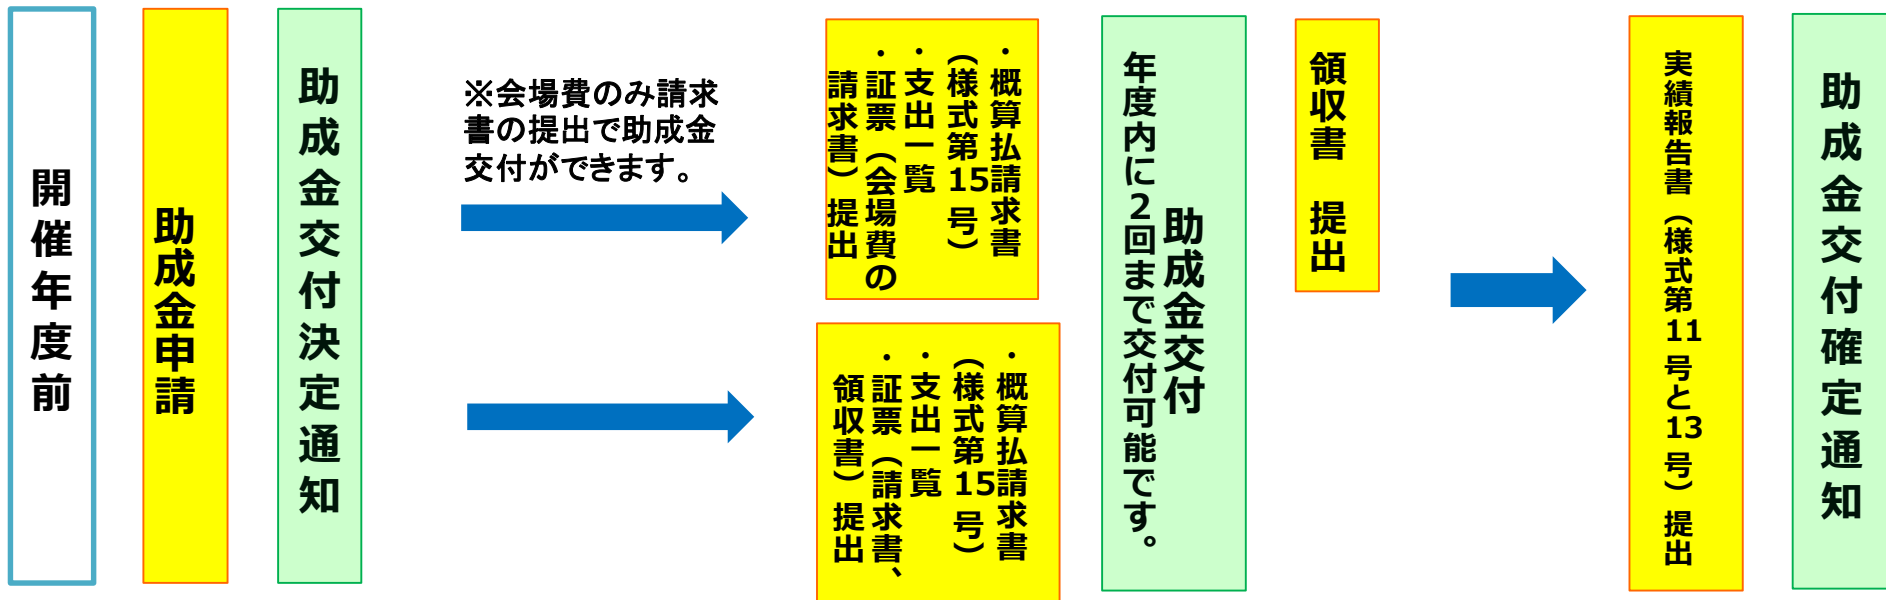 開催年度前
助成金申請
助成金交付決定通知
※会場費のみ請求
書の提出で助成金
交付ができます。
・概算払請求書
（様式第15号）
・支出一覧
・証票（会場費の
請求書）提出
・概算払請求書
（様式第15号）
・支出一覧
・証票（請求書、
領収書）提出
助成金交付
年度内に2回まで交付可能です。
領収書　提出
実績報告書（様式第11号と13号）提出
助成金交付確定通知